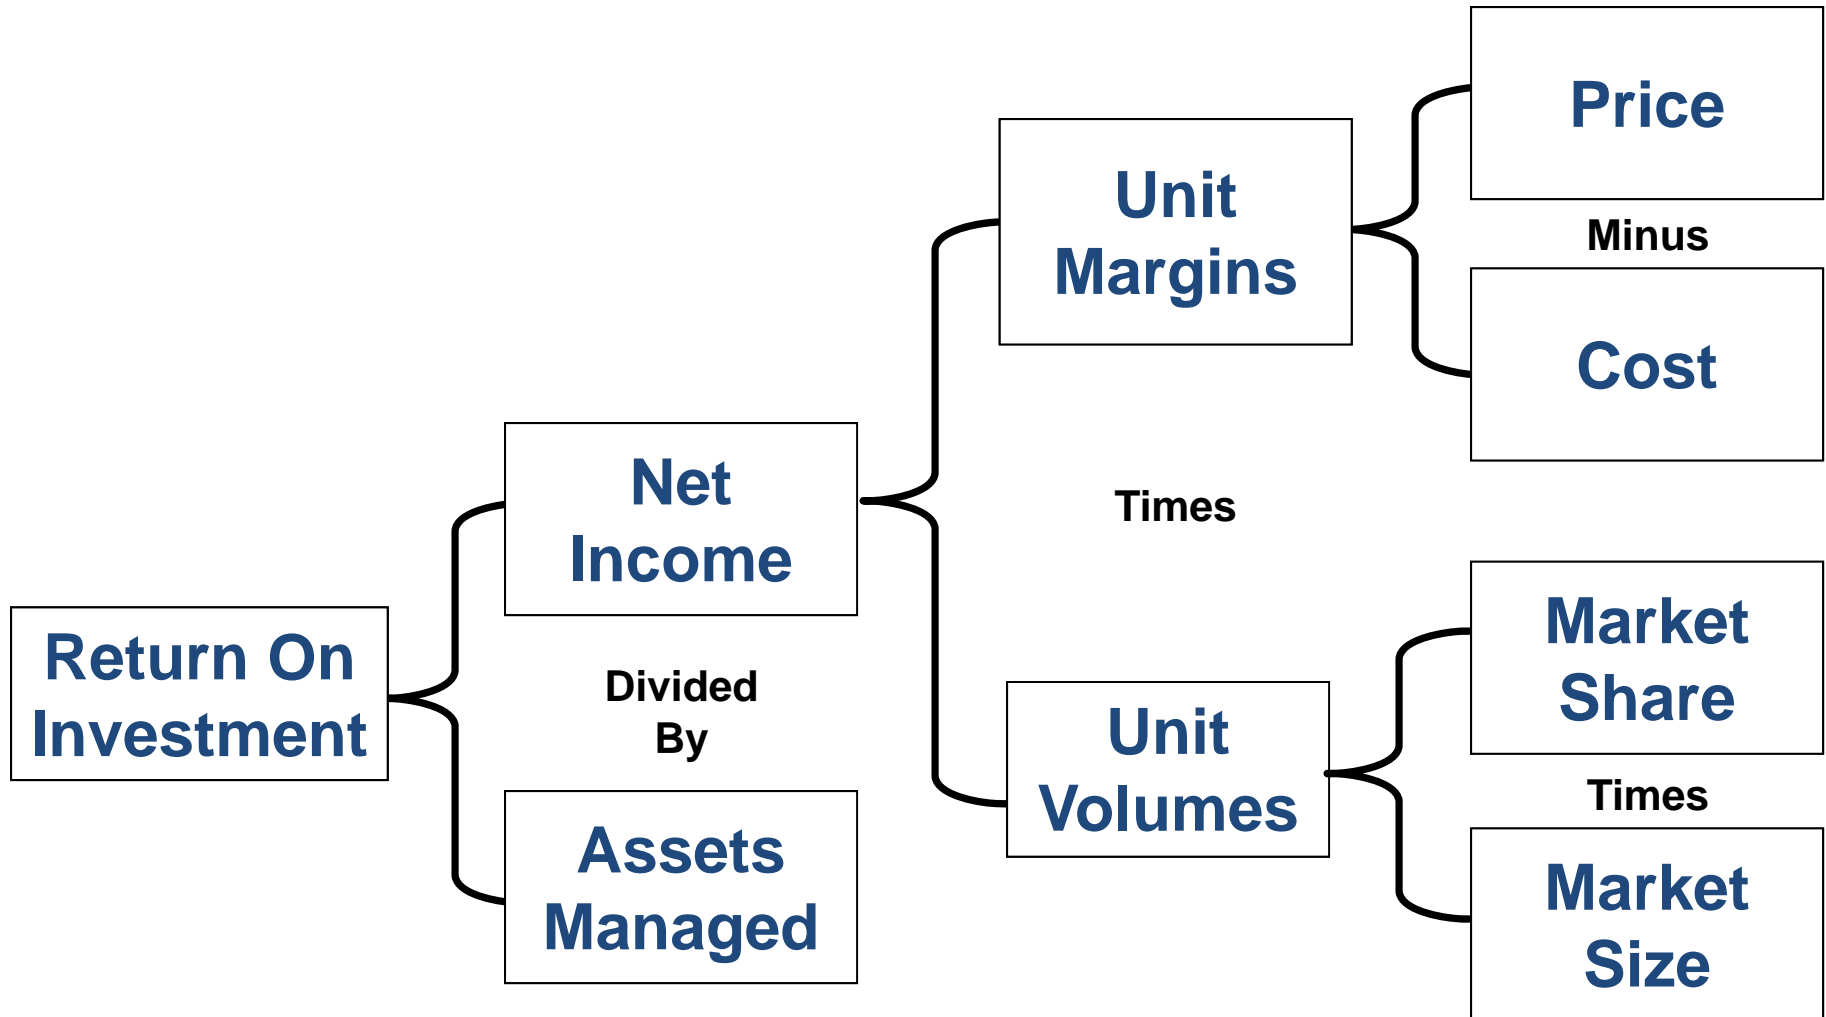 Return On
Investment
Net
Income
Divided
By
Assets
Managed
Unit
Margins
Times
Unit
Volumes
Price
Minus
Cost
Market
Share
Times
Market
Size